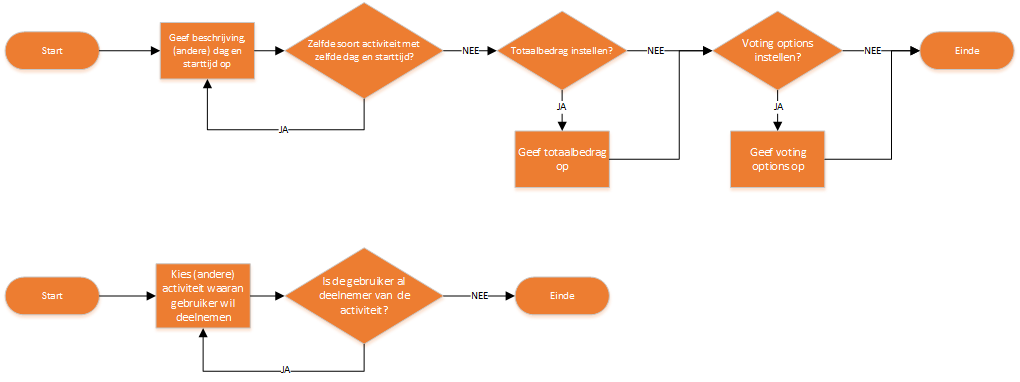 Start
Geef beschrijving,
(andere) dag en
starttijd op
Zelfde soort activiteit met
zelfde dag en starttijd?
NEE
Totaalbedrag instellen?
NEE
Voting options
instellen?
NEE
Einde
JA
JA
JA
Geef totaalbedrag
op
Geef voting
options op
Start
Kies (andere)
activiteit waaran
gebruiker wil
deelnemen
Is de gebruiker al
deelnemer van de
activiteit?
NEE
Einde
JA